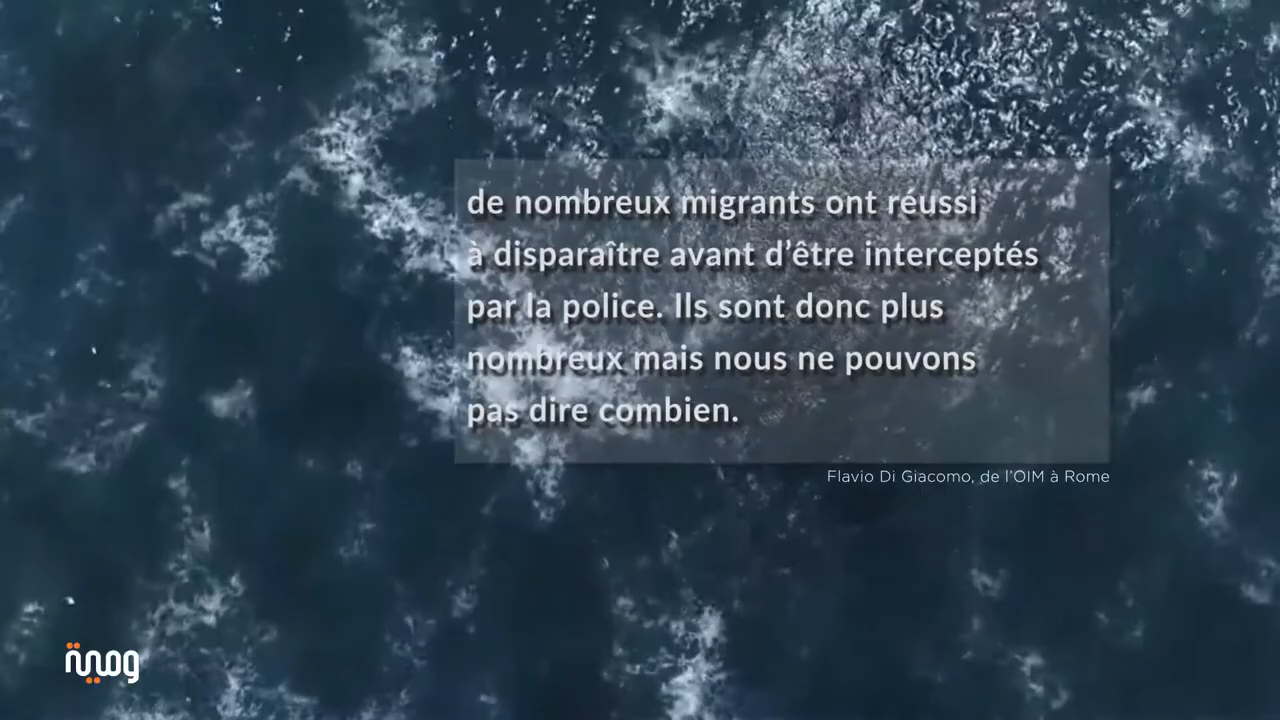 de nombreux migrants ont réussi
à disparaître avant d’être interceptés
par la police. Ils sont donc plus
nombreux mais nous ne pouvons
pas dire combien.
Flavio Di Giacomo, de l’OIM à Rome